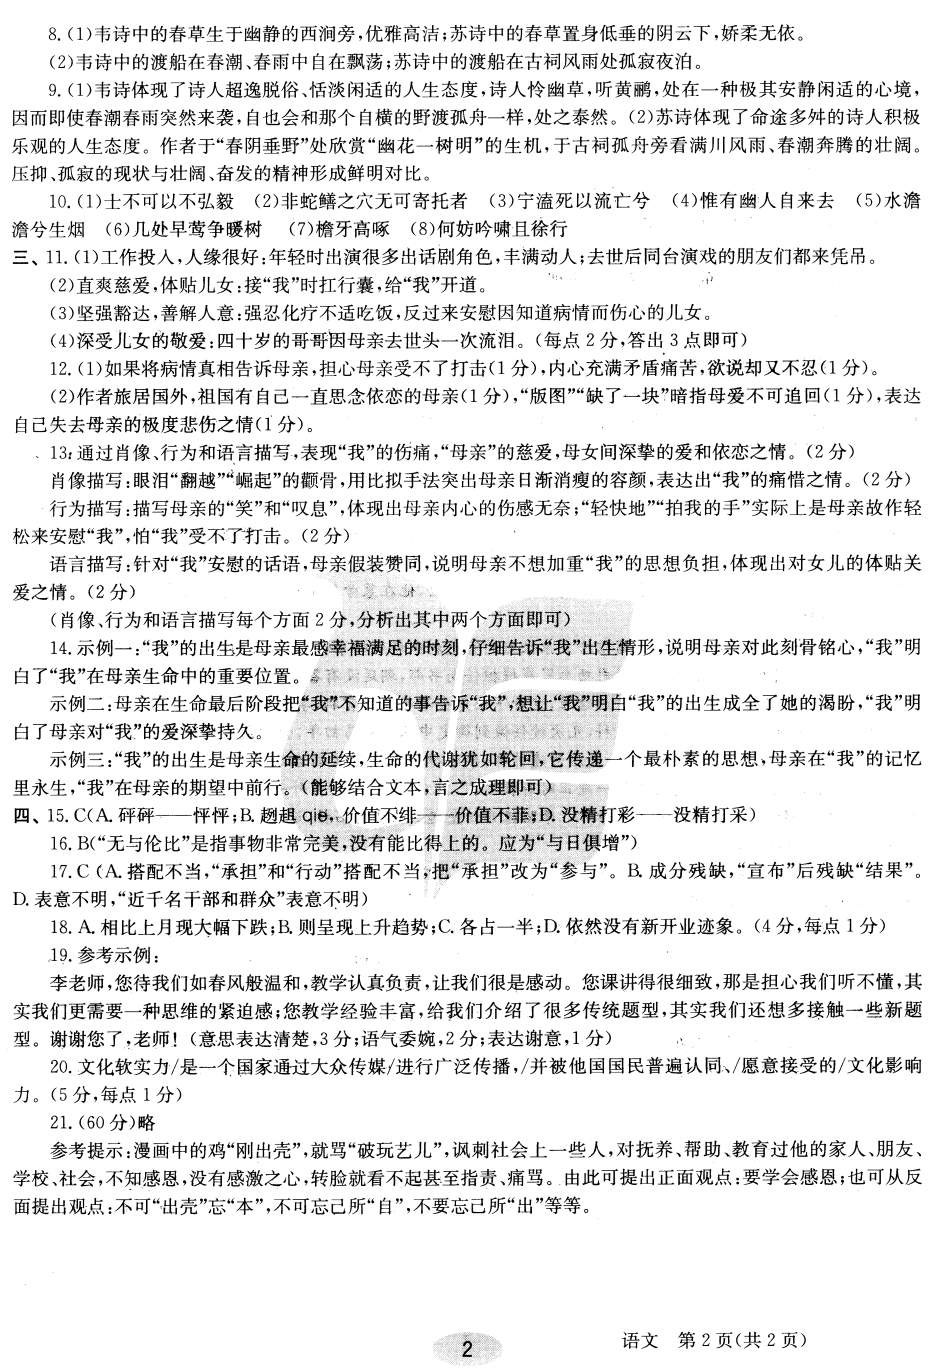 8.(1)韦诗中的春草生于幽静的西涧旁,优雅高洁;苏诗中的春草置身低垂的阴云下,娇柔无依。
(2)韦诗中的渡船在春潮、春雨中自在飘荡;苏诗中的渡船在古祠风雨处孤寂夜泊。
9.(1)韦诗体现了诗人超逸脱俗、恬淡闲适的人生态度,诗人怜幽草,听黄鹂,处在一种极其安静闲适的心境,
因而即使春潮春雨突然来袭,自也会和那个自横的野渡孤舟一样,处之泰然。(2)苏诗体现了命途多舛的诗人积极
乐观的人生态度。作者于“春阴垂野”处欣赏“幽花一树明”的生机,于古祠孤舟旁看满川风雨、春潮奔腾的壮阔。
压抑、孤寂的现状与壮阔、奋发的精神形成鲜明对比。
10.(1)士不可以不弘毅 (2)非蛇鳝之穴无可寄托者 (3)宁溘死以流亡兮 (4)惟有幽人自来去 (5)水澹
澹兮生烟 (6)几处早莺争暖树 (7)檐牙高啄 (8)何妨吟啸且徐行
三、11.(1)工作投入,人缘很好:年轻时出演很多出话剧角色,丰满动人;去世后同台演戏的朋友们都来凭吊。
(2)直爽慈爱,体贴儿女:接“我”时扛行囊,给“我”开道。
(3)坚强豁达,善解人意:强忍化疗不适吃饭,反过来安慰因知道病情而伤心的儿女。
(4)深受儿女的敬爱:四十岁的哥哥因母亲去世头一次流泪。(每点2分,答出3点即可)
12.(1)如果将病情真相告诉母亲,担心母亲受不了打击(1分),内心充满矛盾痛苦,欲说却又不忍(1分)。
(2)作者旅居国外,祖国有自己一直思念依恋的母亲(1分),“版图”“缺了一块”暗指母爱不可追回(1分),表达
自己失去母亲的极度悲伤之情(1分)。
13.通过肖像、行为和语言描写,表现“我”的伤痛,“母亲”的慈爱,母女间深挚的爱和依恋之情。(2分)
肖像描写:眼泪“翻越”“崛起”的颧骨,用比拟手法突出母亲日渐消瘦的容颜,表达出“我”的痛惜之情。(2分)
行为描写:描写母亲的“笑”和“叹息”,体现出母亲内心的伤感无奈;“轻快地”“拍我的手”实际上是母亲故作轻
松来安慰“我”,怕“我”受不了打击。(2分)
语言描写:针对“我”安慰的话语,母亲假装赞同,说明母亲不想加重“我”的思想负担,体现出对女儿的体贴关
爱之情。(2分)
(肖像、行为和语言描写每个方面2分,分析出其中两个方面即可)
14.示例一:“我”的出生是母亲最感幸福满足的时刻,仔细告诉“我”出生情形,说明母亲对此刻骨铭心,“我”明
白了“我”在母亲生命中的重要位置。
示例二:母亲在生命最后阶段把“我”不知道的事告诉“我”,想让“我”明白“我”的出生成全了她的渴盼,“我”明
白了母亲对“我”的爱深挚持久。
示例三:“我”的出生是母亲生命的延续,生命的代谢犹如轮回,它传递一个最朴素的思想,母亲在“我”的记忆
里永生,“我”在母亲的期望中前行。(能够结合文本,言之成理即可)
四、15.C(A.砰砰——怦怦;B.趔趄 qiè,价值不绯——价值不菲;D.没精打彩——没精打采)
16.B(“无与伦比”是指事物非常完美,没有能比得上的。应为“与日俱增”)
17.C(A.搭配不当,“承担”和“行动”搭配不当,把“承担”改为“参与”。B.成分残缺,“宣布”后残缺“结果”。
D.表意不明,“近千名干部和群众”表意不明)
18.A.相比上月现大幅下跌;B.则呈现上升趋势;C.各占一半;D.依然没有新开业迹象。(4分,每点1分)
19.参考示例:
李老师,您待我们如春风般温和,教学认真负责,让我们很是感动。您课讲得很细致,那是担心我们听不懂,其
实我们更需要一种思维的紧迫感;您教学经验丰富,给我们介绍了很多传统题型,其实我们还想多接触一些新题
型。谢谢您了,老师!(意思表达清楚,3分;语气委婉,2分;表达谢意,1分)
20.文化软实力/是一个国家通过大众传媒/进行广泛传播,/并被他国国民普遍认同、/愿意接受的/文化影响
力。(5分,每点1分)
21.(60分)略
参考提示:漫画中的鸡“刚出壳”,就骂“破玩艺儿”,讽刺社会上一些人,对抚养、帮助、教育过他的家人、朋友、
学校、社会,不知感恩,没有感激之心,转脸就看不起甚至指责、痛骂。由此可提出正面观点:要学会感恩;也可从反
面提出观点:不可“出壳”忘“本”,不可忘己所“自”,不要忘己所“出”等等。
2
语文 第2页(共2页)